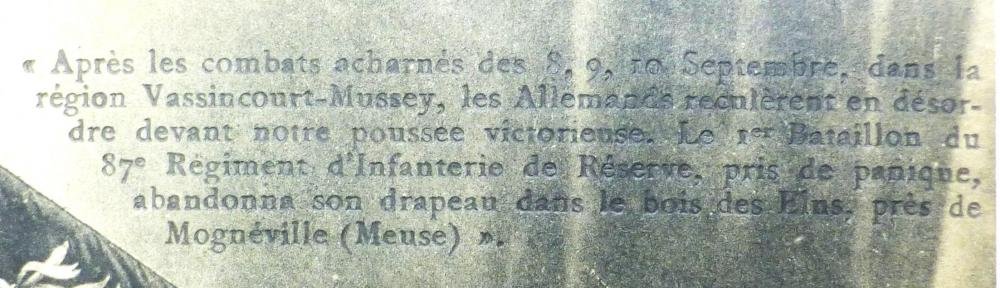 « Après les combats acharnés des 8, 9, 10 Septembre, dans la
région Vassincourt-Mussey, les Allemands reculèrent en désor-
dre devant notre poussée victorieuse. Le 1er Bataillon du
87e Régiment d'Infanterie de Réserve, pris de panique,
abandonna son drapeau dans le bois des Elus, près de
Mognéville (Meuse) ».